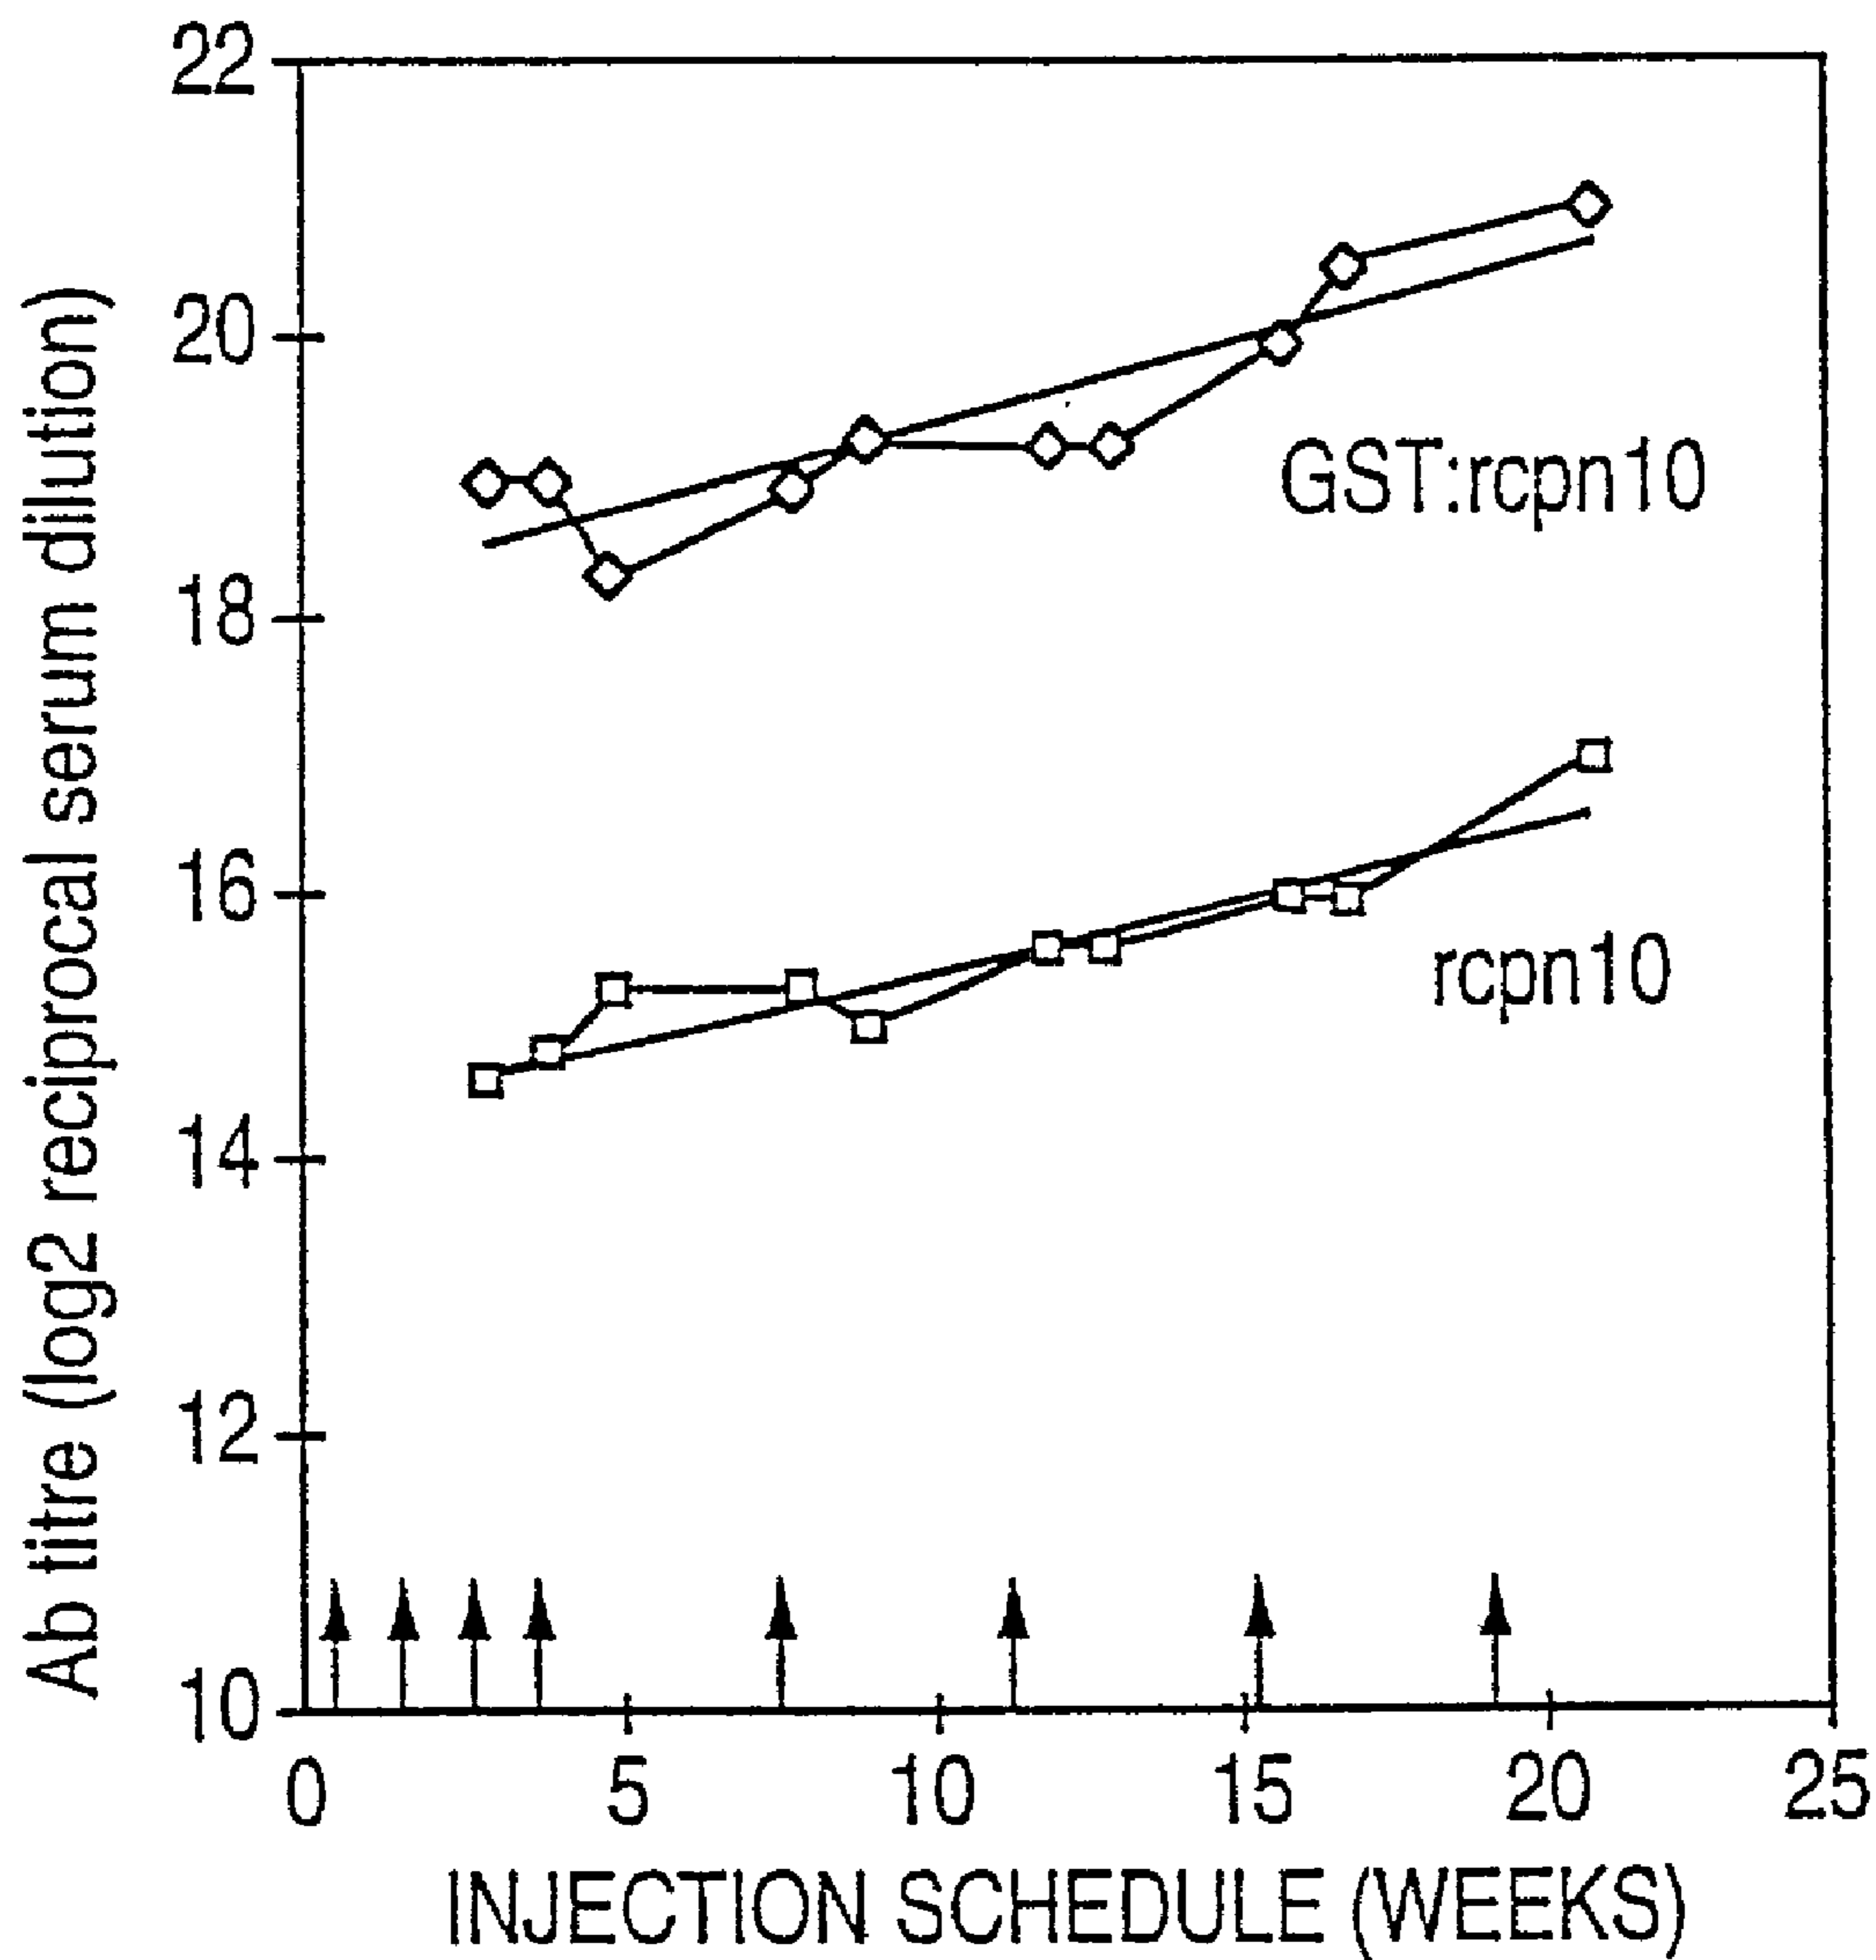 Ab titre (log2 reciprocal serum dilution)
22
20
18
16
14
12
10
GST:rcpn10
rcpn10
0 5 10 15 20 25
INJECTION SCHEDULE (WEEKS)